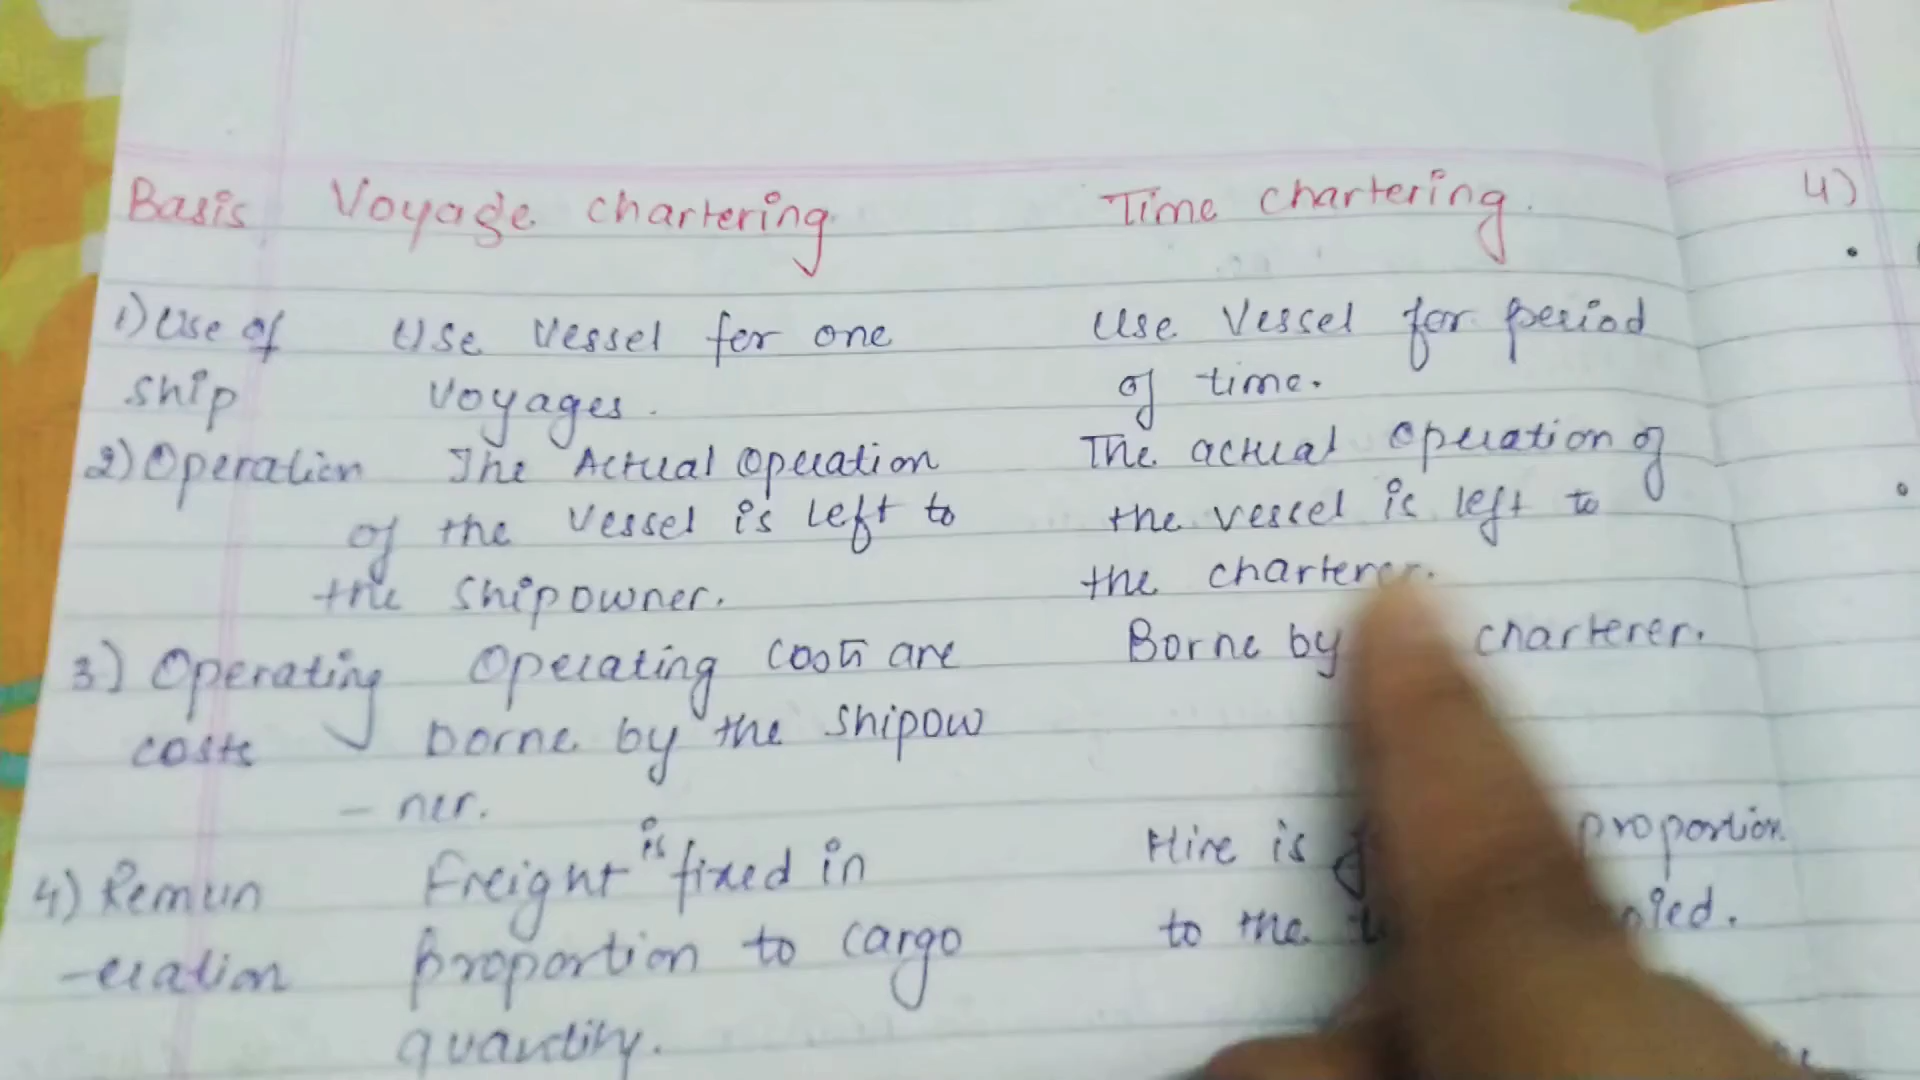 Basis Voyage chartering Time chartering. 4)
1) Use of Use Vessel for one Use Vessel for period
ship Voyages. of time.
2) Operation The Actual Operation The actual Operation of
of the Vessel is left to the vessel is left to
the shipowner. the charterer.
3) Operating Operating costs are Borne by charterer.
costs borne by the shipow
- ner.
4) Remun Freight is fixed in Hire is proportion
-eration proportion to cargo to the
quantity.